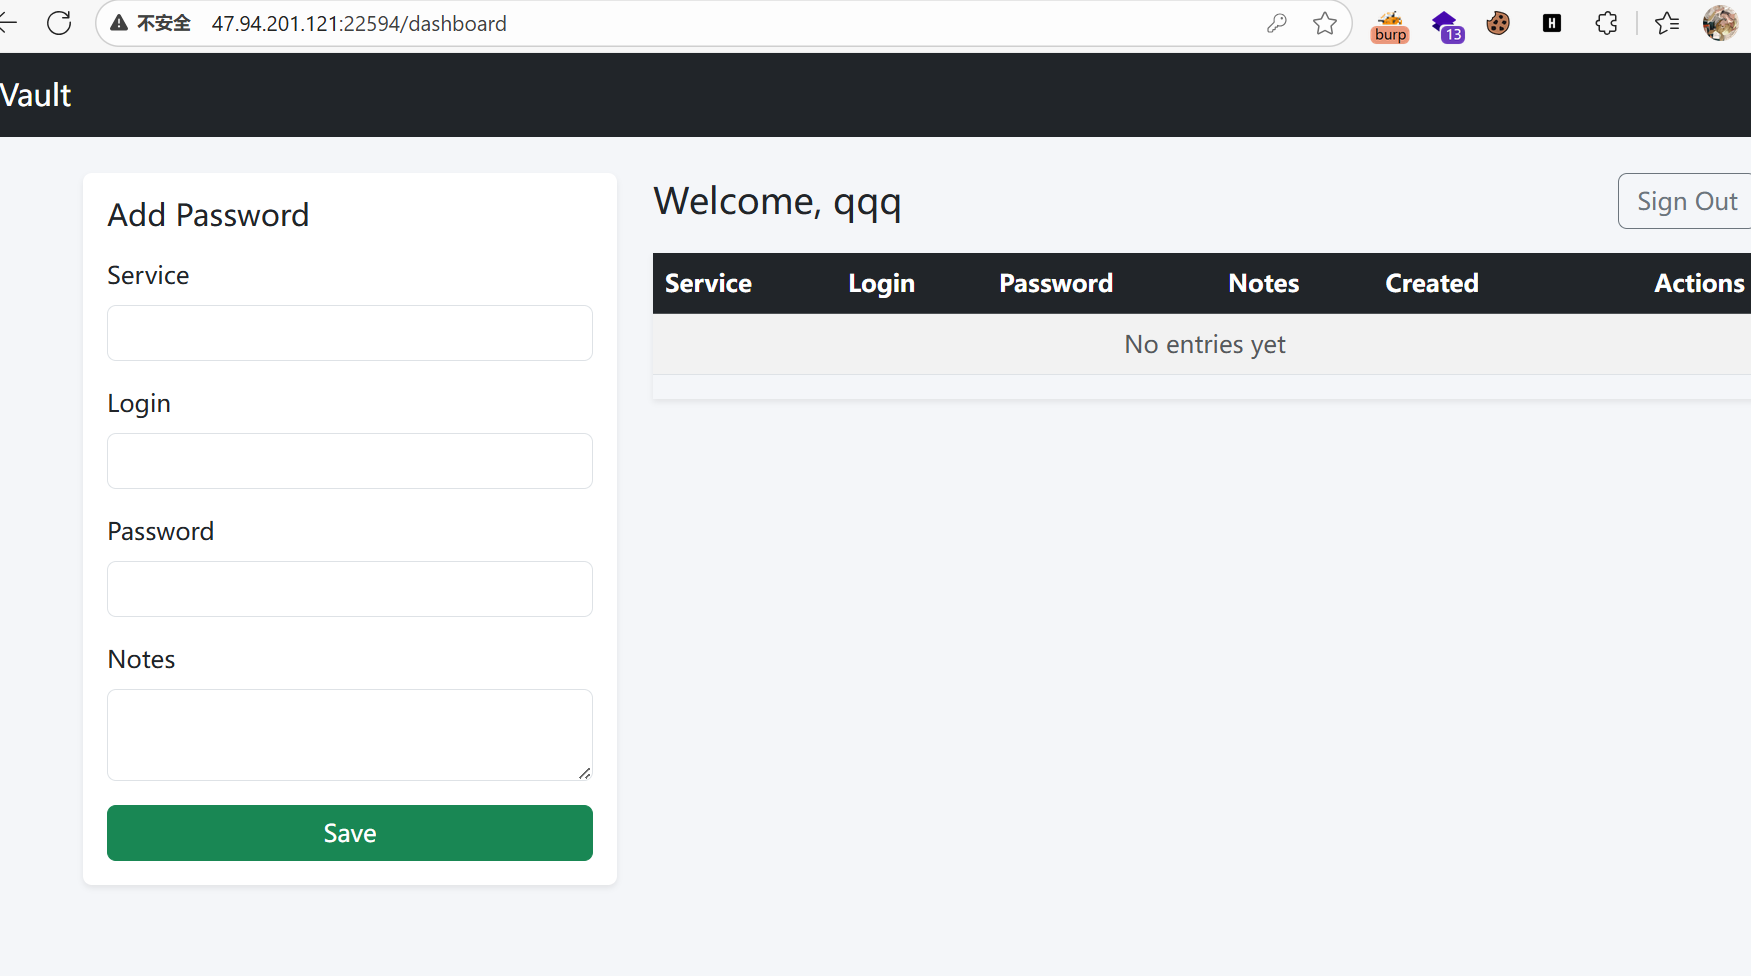 不安全 47.94.201.121:22594/dashboard
burp
13
H
Vault
Add Password
Service
Login
Password
Notes
Save
Welcome, qqq
Sign Out
Service Login Password Notes Created Actions
No entries yet